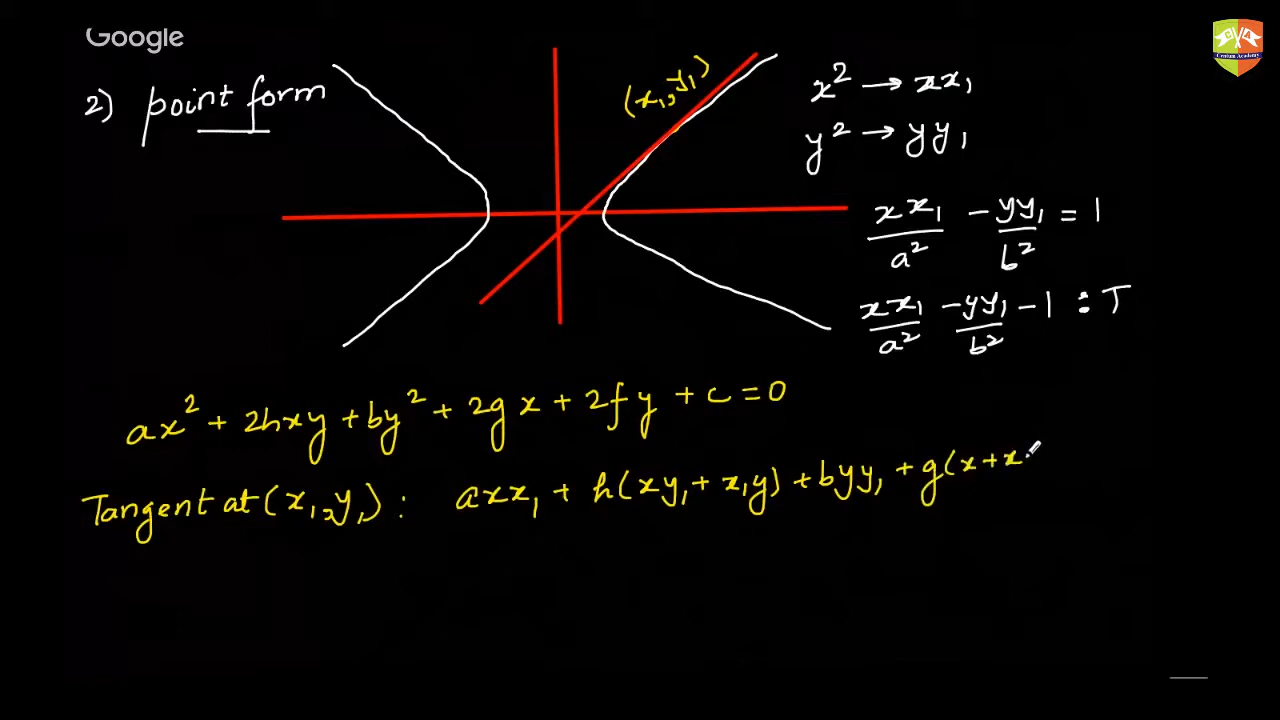 Google
2) point form
(x₁, y₁)
x² → xx₁
y² → yy₁
xx₁/a² - yy₁/b² = 1
xx₁/a² - yy₁/b² - 1 : T
ax² + 2hxy + by² + 2gx + 2fy + c = 0
Tangent at (x₁, y₁) : axx₁ + h(xy₁ + x₁y) + byy₁ + g(x+x